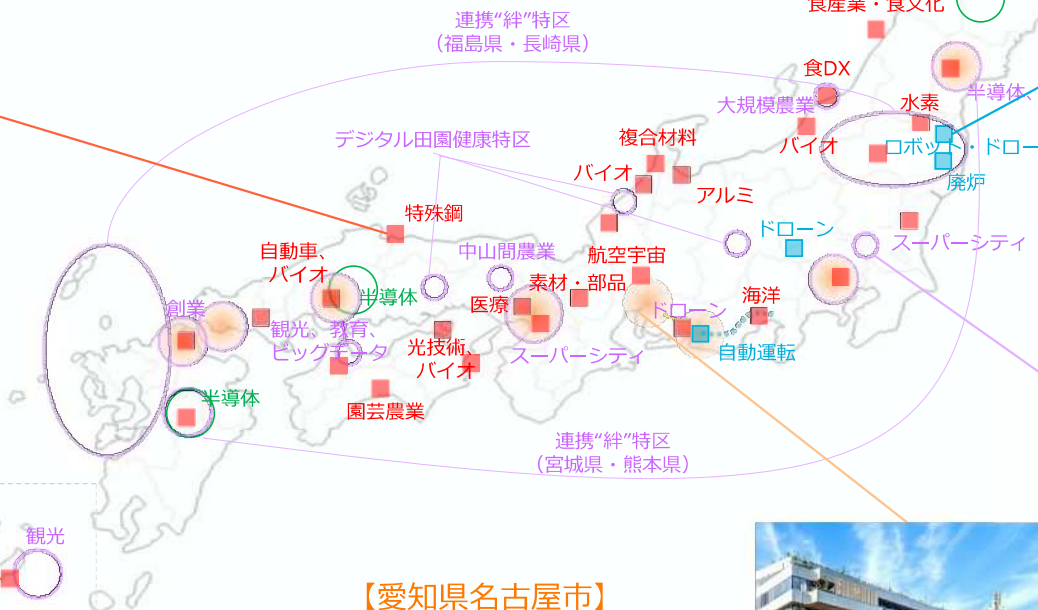 食産業・食文化
連携“絆”特区
（福島県・長崎県）
食DX
半導体、
大規模農業
水素
デジタル田園健康特区
複合材料
バイオ
ロボット・ドロー
バイオ
廃炉
アルミ
特殊鋼
ドローン
スーパーシティ
自動車、
バイオ
中山間農業
航空宇宙
素材・部品
半導体
医療
海洋
創業
ドローン
観光、教育、
ビッグデータ
光技術、
バイオ
スーパーシティ
自動運転
半導体
園芸農業
連携“絆”特区
（宮城県・熊本県）
観光
【愛知県名古屋市】